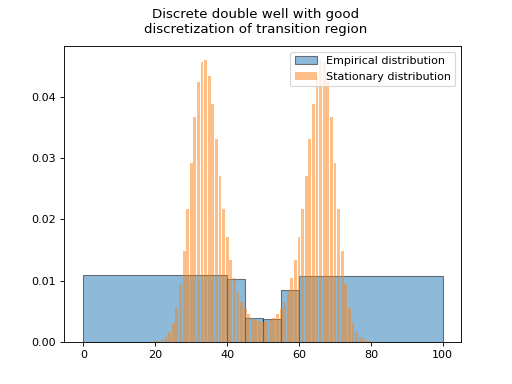 Discrete double well with good
discretization of transition region
Empirical distribution
Stationary distribution
0.04
0.03
0.02
0.01
0.00
0 20 40 60 80 100